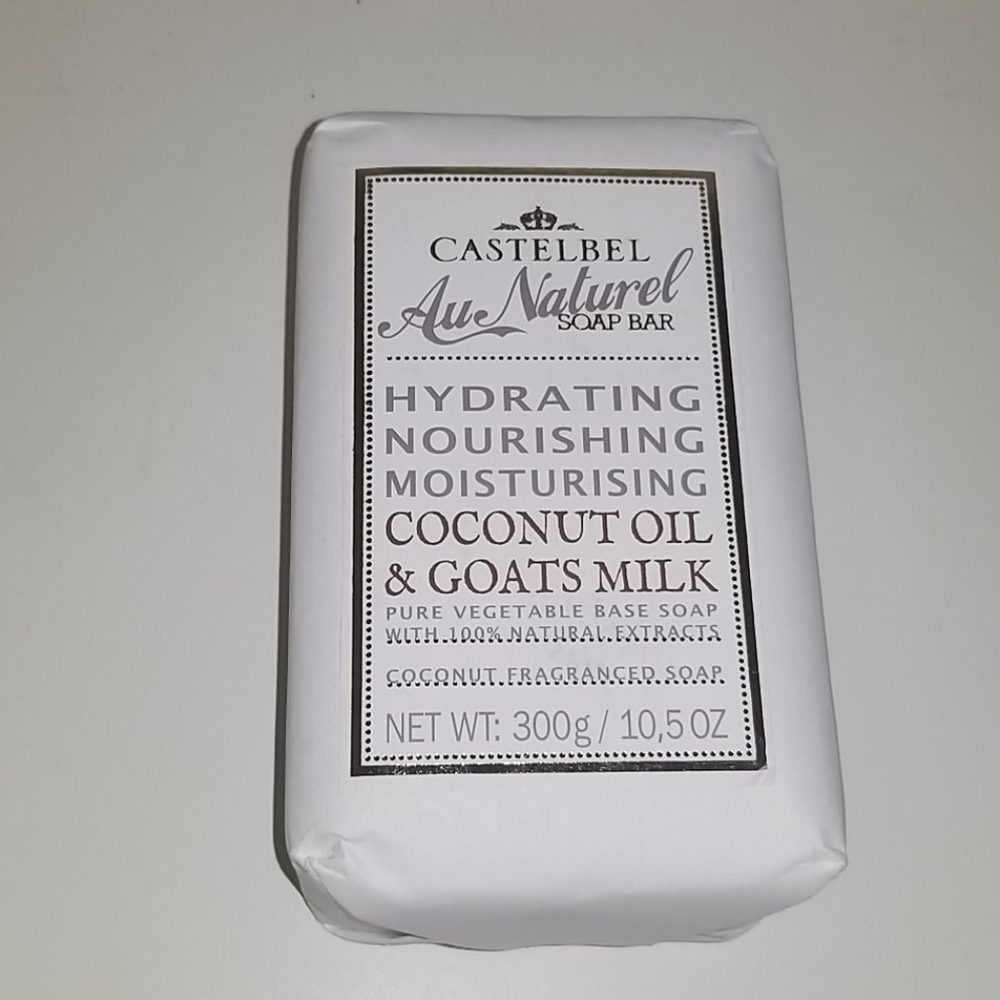 CASTELBEL
Au Naturel
SOAP BAR
HYDRATING
NOURISHING
MOISTURISING
COCONUT OIL
& GOATS MILK
PURE VEGETABLE BASE SOAP
WITH 100% NATURAL EXTRACTS
COCONUT FRAGRANCED SOAP
NET WT: 300g / 10,5 OZ